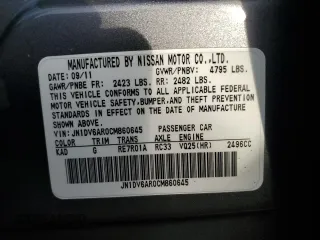 MANUFACTURED BY NISSAN MOTOR CO.,LTD.
DATE: 09/11 GVWR/PNBV: 4795 LBS.
GAWR/PNBE FR: 2423 LBS. RR: 2482 LBS.
THIS VEHICLE CONFORMS TO ALL APPLICABLE FEDERAL
MOTOR VEHICLE SAFETY,BUMPER,AND THEFT PREVENTION
STANDARDS IN EFFECT ON THE DATE OF MANUFACTURE
SHOWN ABOVE.
VIN: JN1DV6AR0CM860645 PASSENGER CAR
COLOR TRIM TRANS AXLE ENGINE
KAD G RE7R01A RC33 VQ25(HR) 2496CC
JN1DV6AR0CM860645